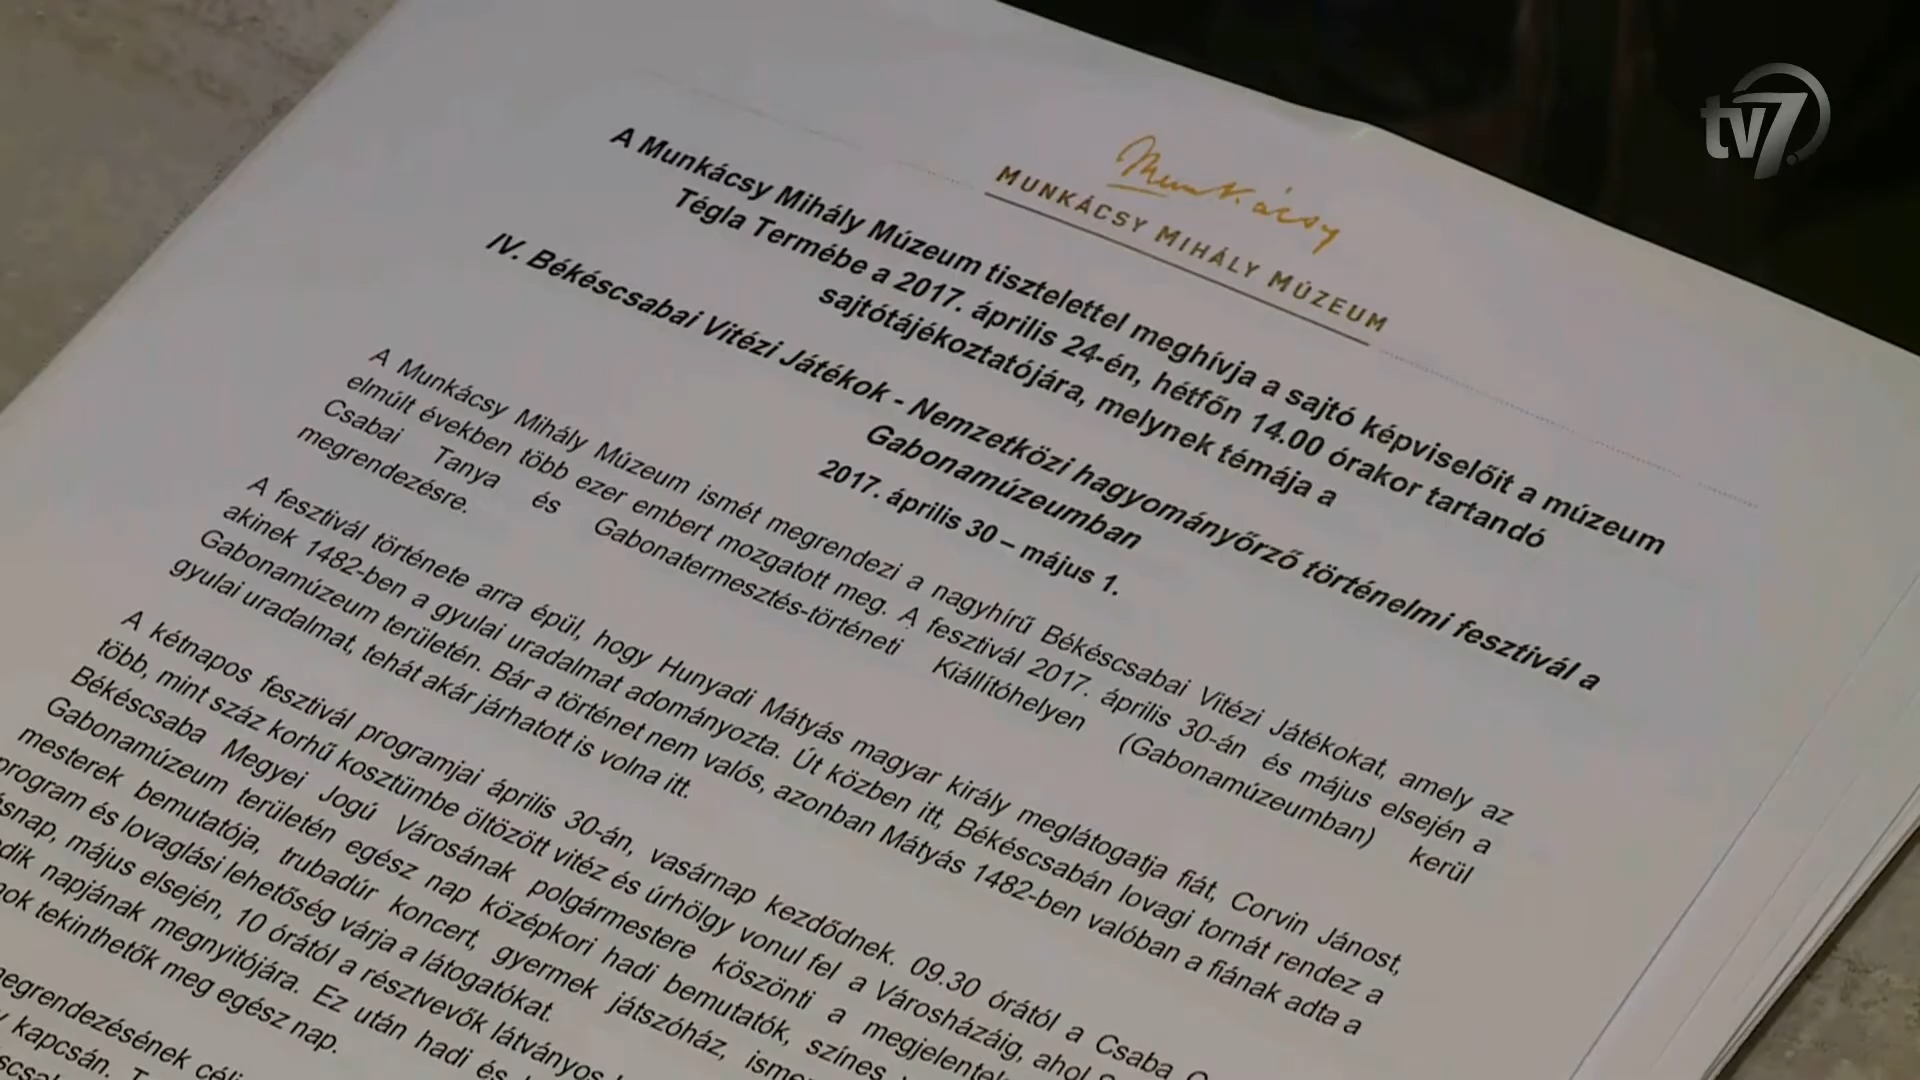 tv7
Munkácsy
MUNKÁCSY MIHÁLY MÚZEUM
A Munkácsy Mihály Múzeum tisztelettel meghívja a sajtó képviselőit a múzeum
Tégla Termébe a 2017. április 24-én, hétfőn 14.00 órakor tartandó
sajtótájékoztatójára, melynek témája a
IV. Békéscsabai Vitézi Játékok - Nemzetközi hagyományőrző történelmi fesztivál a
Gabonamúzeumban
2017. április 30 – május 1.
A Munkácsy Mihály Múzeum ismét megrendezi a nagyhírű Békéscsabai Vitézi Játékokat, amely az
elmúlt években több ezer embert mozgatott meg. A fesztivál 2017. április 30-án és május elsején a
Csabai Tanya és Gabonatermesztés-történeti Kiállítóhelyen (Gabonamúzeumban) kerül
megrendezésre.
A fesztivál története arra épül, hogy Hunyadi Mátyás magyar király meglátogatja fiát, Corvin Jánost,
akinek 1482-ben a gyulai uradalmat adományozta. Út közben itt, Békéscsabán lovagi tornát rendez a
Gabonamúzeum területén. Bár a történet nem valós, azonban Mátyás 1482-ben valóban a fiának adta a
gyulai uradalmat, tehát akár járhatott is volna itt.
A kétnapos fesztivál programjai április 30-án, vasárnap kezdődnek. 09.30 órától a Csaba
több, mint száz korhű kosztümbe öltözött vitéz és úrhölgy vonul fel a Városházáig, ahol
Békéscsaba Megyei Jogú Városának polgármestere köszönti a
Gabonamúzeum területén egész nap középkori hadi bemutatók, színes
mesterek bemutatója, trubadúr koncert, gyermek játszóház,
program és lovaglási lehetőség várja a látogatókat.
május elsején, 10 órától a résztvevők látványos
napjának megnyitójára. Ez után hadi és
tekinthetők meg egész nap.
megrendezésének
kapcsán.